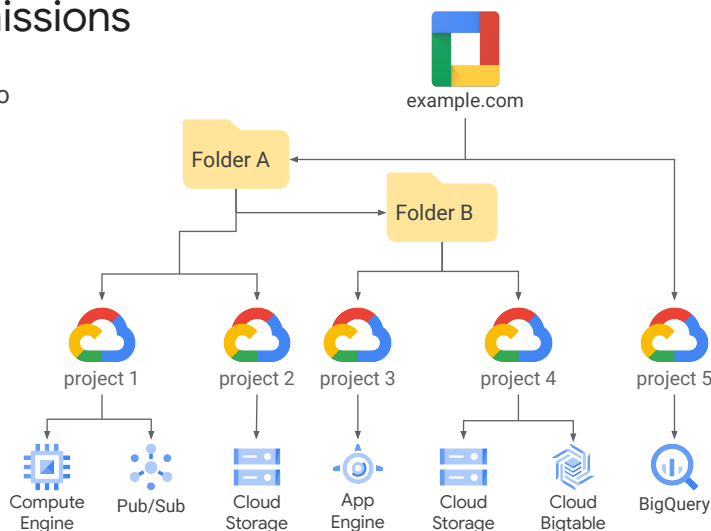 issions
o
example.com
Folder A
Folder B
project 1
project 2
project 3
project 4
project 5
Compute
Engine
Pub/Sub
Cloud
Storage
App
Engine
Cloud
Storage
Cloud
Bigtable
BigQuery